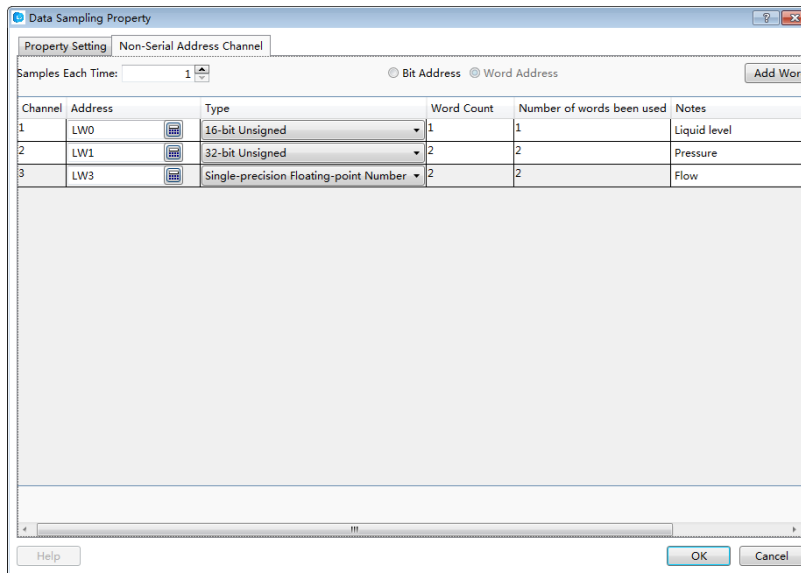 Data Sampling Property
Property Setting Non-Serial Address Channel
Samples Each Time: 1 Bit Address Word Address Add Wor
Channel Address Type Word Count Number of words been used Notes
1 LW0 16-bit Unsigned 1 1 Liquid level
2 LW1 32-bit Unsigned 2 2 Pressure
3 LW3 Single-precision Floating-point Number 2 2 Flow
Help OK Cancel